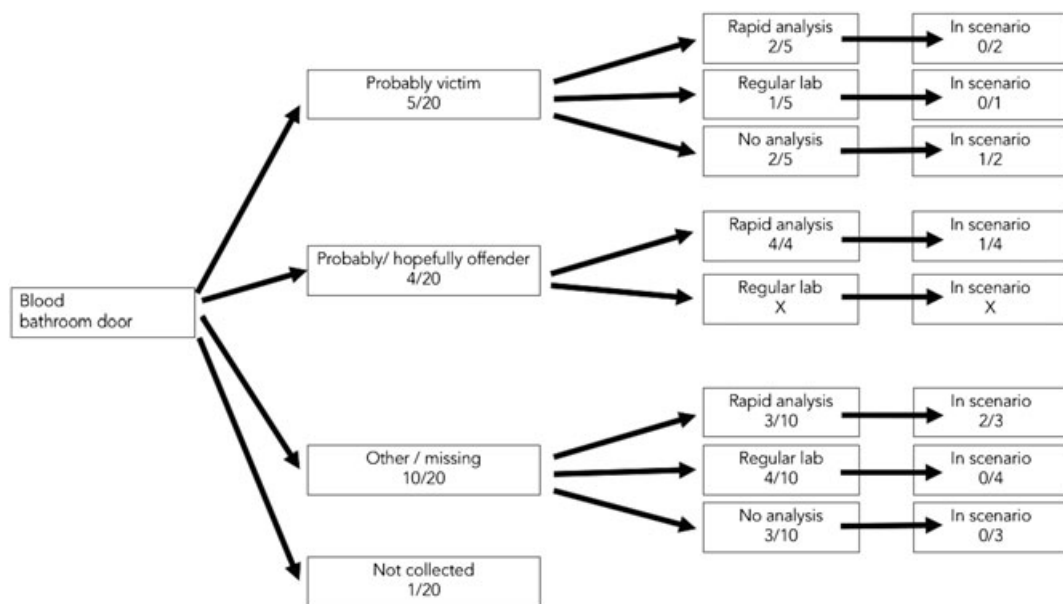 Blood
bathroom door
Probably victim
5/20
Rapid analysis
2/5
In scenario
0/2
Regular lab
1/5
In scenario
0/1
No analysis
2/5
In scenario
1/2
Probably/ hopefully offender
4/20
Rapid analysis
4/4
In scenario
1/4
Regular lab
X
In scenario
X
Other / missing
10/20
Rapid analysis
3/10
In scenario
2/3
Regular lab
4/10
In scenario
0/4
No analysis
3/10
In scenario
0/3
Not collected
1/20